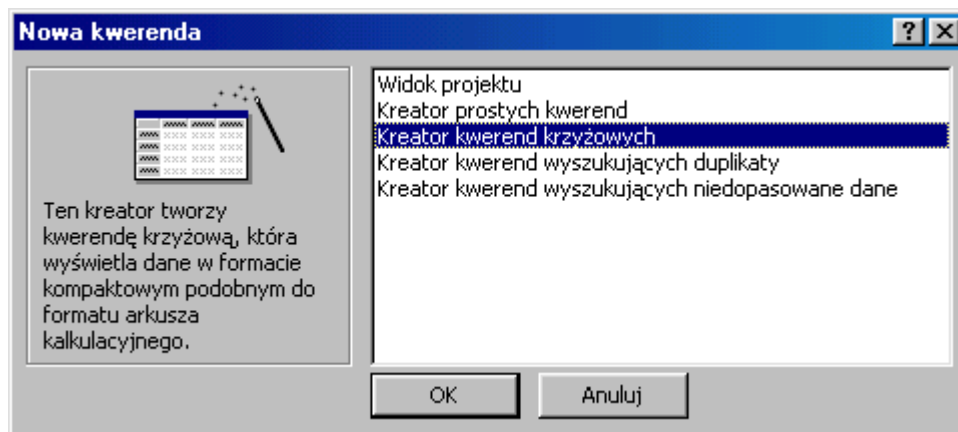 Nowa kwerenda
Widok projektu
Kreator prostych kwerend
Kreator kwerend krzyżowych
Kreator kwerend wyszukujących duplikaty
Kreator kwerend wyszukujących niedopasowane dane
Ten kreator tworzy
kwerendę krzyżową, która
wyświetla dane w formacie
kompaktowym podobnym do
formatu arkusza
kalkulacyjnego.
OK
Anuluj